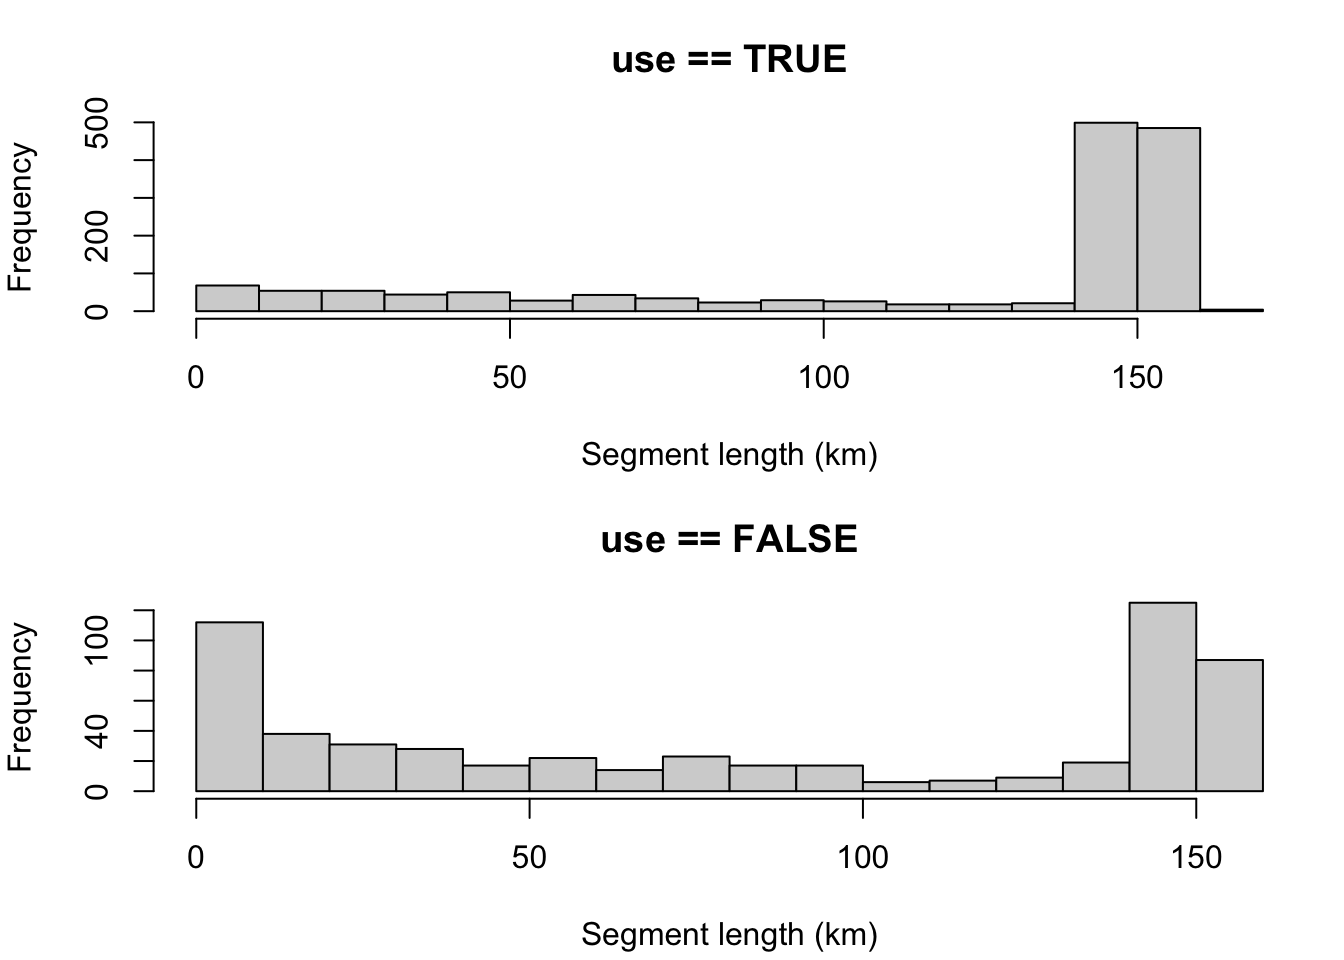 use == TRUE
Frequency
500
200
0
0 50 100 150
Segment length (km)
use == FALSE
Frequency
100
40
0
0 50 100 150
Segment length (km)